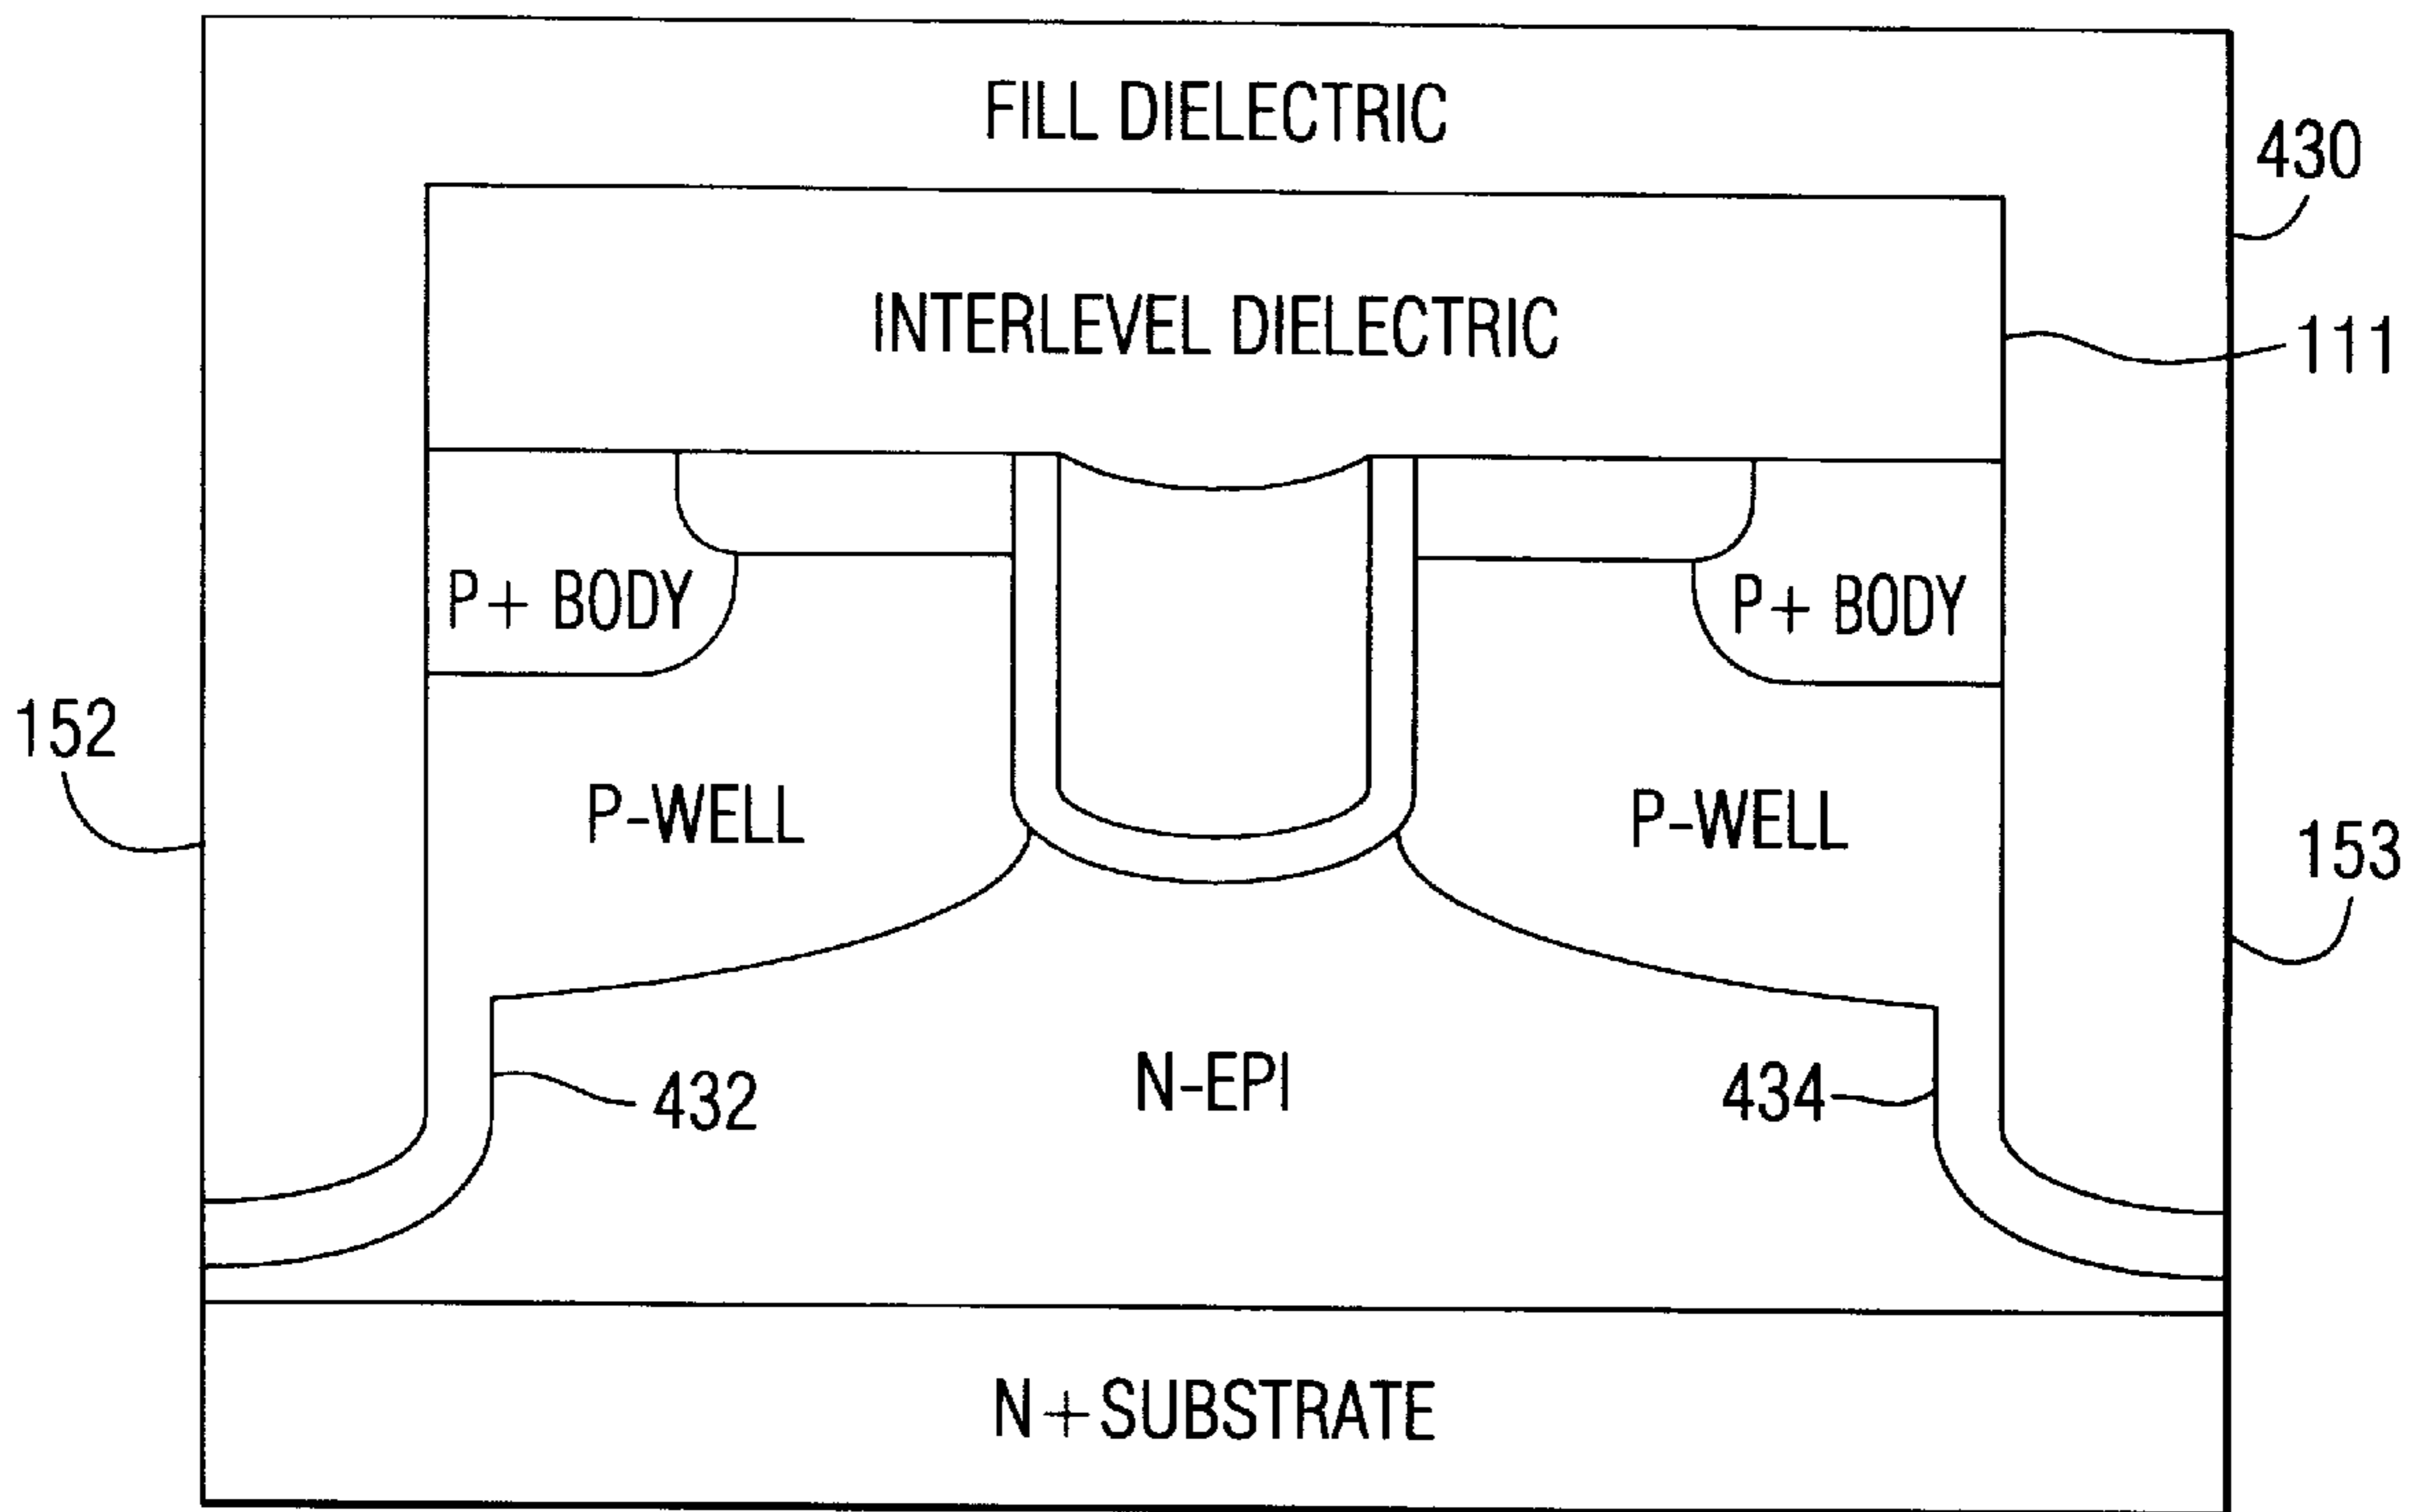 FILL DIELECTRIC
430
INTERLEVEL DIELECTRIC
111
P+ BODY
P+ BODY
152
P-WELL
P-WELL
153
432
N-EPI
434
N+SUBSTRATE